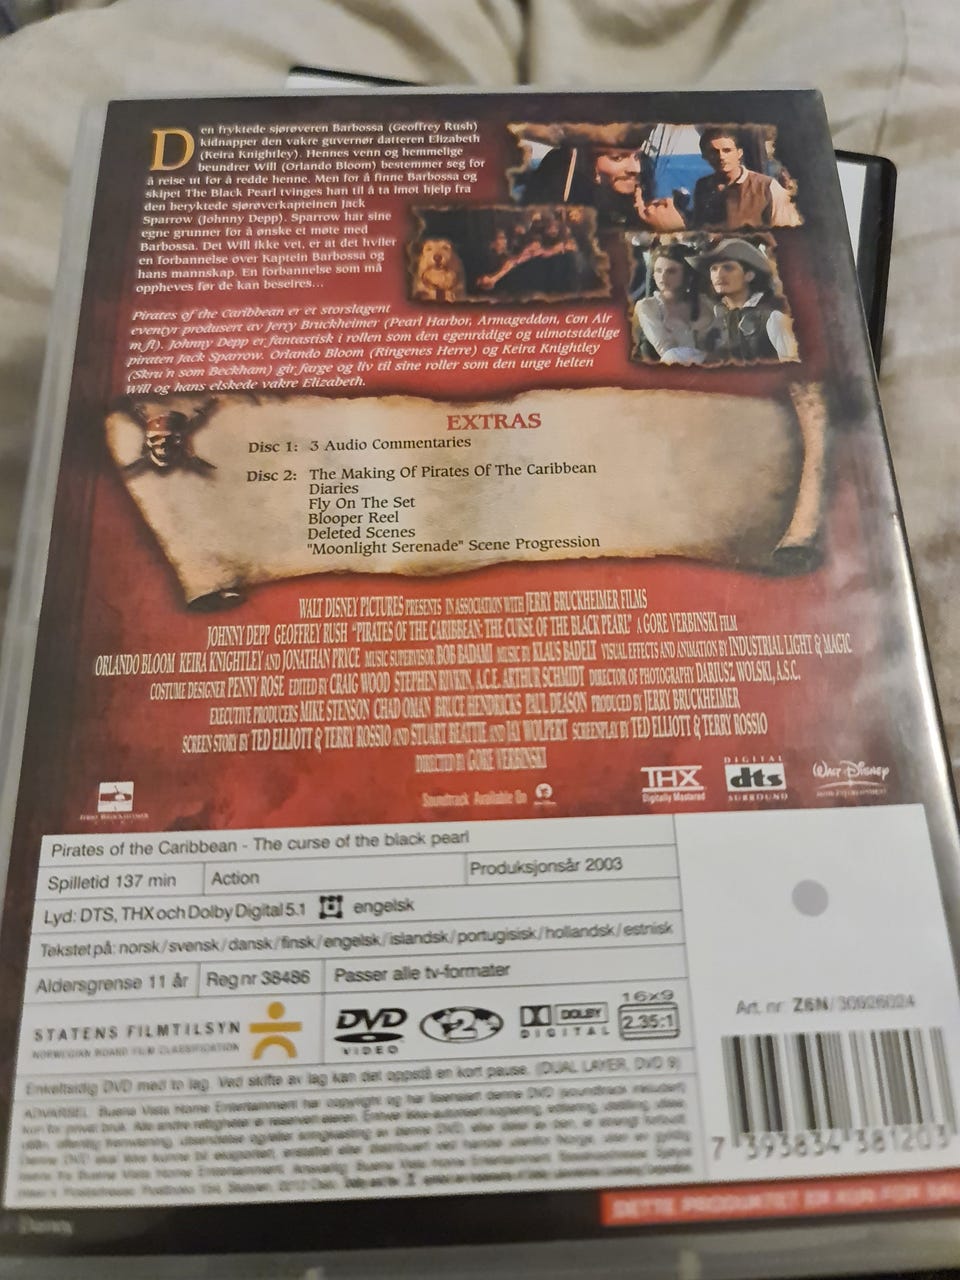 Den fryktede sjørøveren Barbossa (Geoffrey Rush)
kidnapper den vakre guvernør datteren Elizabeth
(Keira Knightley). Hennes venn og hemmelige
beundrer Will (Orlando Bloom) bestemmer seg for
å reise ut for å redde henne. Men for å finne Barbossa og
skipet The Black Pearl tvinges han til å ta imot hjelp fra
den beryktede sjørøverkapteinen Jack
Sparrow (Johnny Depp). Sparrow har sine
egne grunner for å ønske et møte med
Barbossa. Det Will ikke vet, er at det hviler
en forbannelse over Kaptein Barbossa og
hans mannskap. En forbannelse som må
oppheves før de kan beseires...
Pirates of the Caribbean er et storslagent
eventyr produsert av Jerry Bruckheimer (Pearl Harbor, Armageddon, Con Air
m fl). Johnny Depp er fantastisk i rollen som den egenrådige og uimotståelige
piraten Jack Sparrow. Orlando Bloom (Ringenes Herre) og Keira Knightley
(Skru'n som Beckham) gir farge og liv til sine roller som den unge helten
Will og hans elskede vakre Elizabeth.
EXTRAS
Disc 1: 3 Audio Commentaries
Disc 2: The Making Of Pirates Of The Caribbean
Diaries
Fly On The Set
Blooper Reel
Deleted Scenes
"Moonlight Serenade" Scene Progression
WALT DISNEY PICTURES PRESENTS IN ASSOCIATION WITH JERRY BRUCKHEIMER FILMS
JOHNNY DEPP GEOFFREY RUSH "PIRATES OF THE CARIBBEAN: THE CURSE OF THE BLACK PEARL" A GORE VERBINSKI FILM
ORLANDO BLOOM KEIRA KNIGHTLEY AND JONATHAN PRYCE MUSIC SUPERVISOR BOB BADAMI MUSIC BY KLAUS BADELT VISUAL EFFECTS AND ANIMATION BY INDUSTRIAL LIGHT & MAGIC
COSTUME DESIGNER PENNY ROSE EDITED BY CRAIG WOOD STEPHEN RIVKIN, A.C.E. ARTHUR SCHMIDT DIRECTOR OF PHOTOGRAPHY DARIUSZ WOLSKI, A.S.C.
EXECUTIVE PRODUCERS MIKE STENSON CHAD OMAN BRUCE HENDRICKS PAUL DEASON PRODUCED BY JERRY BRUCKHEIMER
SCREEN STORY BY TED ELLIOTT & TERRY ROSSIO AND STUART BEATTIE AND JAY WOLPERT SCREENPLAY BY TED ELLIOTT & TERRY ROSSIO
DIRECTED BY GORE VERBINSKI
Soundtrack Available On
JERRY BRUCKHEIMER
THX
Digitally Mastered
DIGITAL
dts
SURROUND
WALT DISNEY
HOME ENTERTAINMENT
Pirates of the Caribbean - The curse of the black pearl
Spilletid 137 min Action Produksjonsår 2003
Lyd: DTS, THX och Dolby Digital 5.1 engelsk
Tekstet på: norsk/svensk/dansk/finsk/engelsk/islandsk/portugisisk/hollandsk/estnisk
Aldersgrense 11 år Reg nr 38486 Passer alle tv-formater
STATENS FILMTILSYN
NORWEGIAN BOARD FILM CLASSIFICATION
DVD
VIDEO
2
DOLBY
DIGITAL
16x9
2.35:1
Art. nr: Z6N/30926024
7 393834 381203
Enkeltsidig DVD med to lag. Ved skifte av lag kan det oppstå en kort pause. (DUAL LAYER, DVD 9)
DETTE PRODUKTET ER KUN FOR SA
Disney